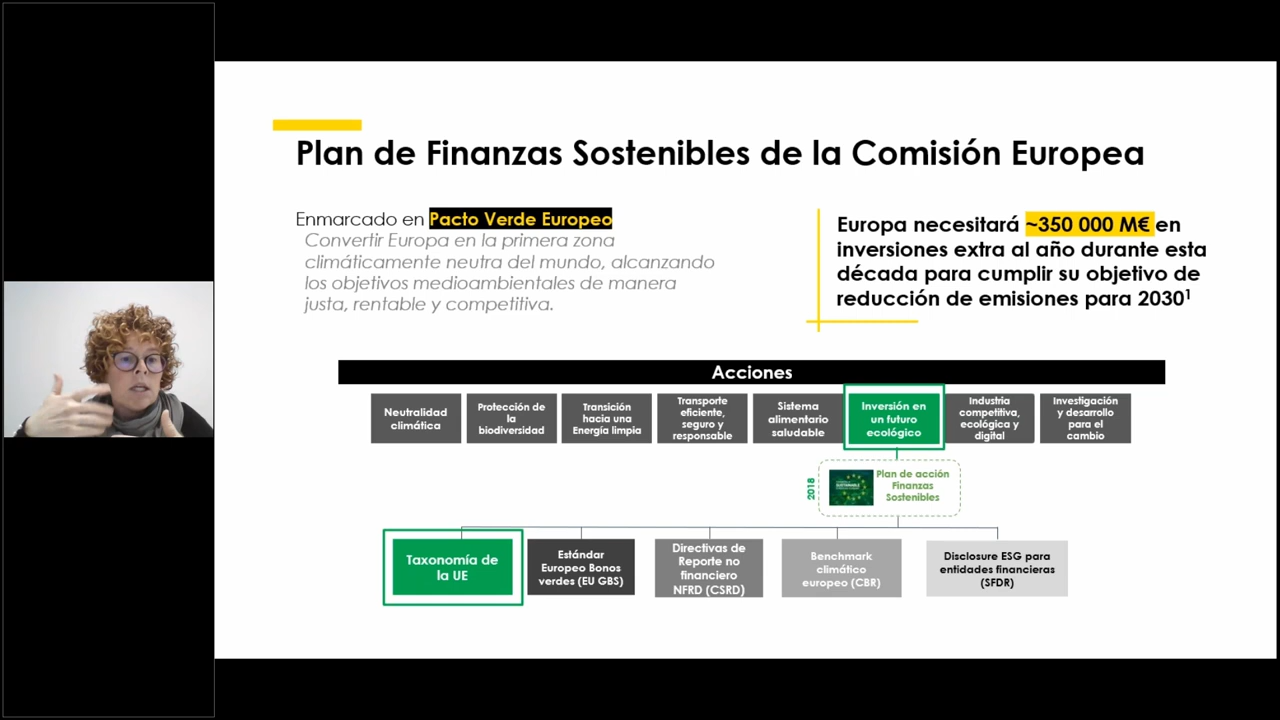 Plan de Finanzas Sostenibles de la Comisión Europea
Enmarcado en Pacto Verde Europeo
Convertir Europa en la primera zona
climáticamente neutra del mundo, alcanzando
los objetivos medioambientales de manera
justa, rentable y competitiva.
Europa necesitará ~350 000 M€ en
inversiones extra al año durante esta
década para cumplir su objetivo de
reducción de emisiones para 2030¹
Acciones
Neutralidad
climática
Protección de
la
biodiversidad
Transición
hacia una
Energía limpia
Transporte
eficiente,
seguro y
responsable
Sistema
alimentario
saludable
Inversión en
un futuro
ecológico
Industria
competitiva,
ecológica y
digital
Investigación
y desarrollo
para el
cambio
2018
SUSTAINABLE
Plan de acción
Finanzas
Sostenibles
Taxonomía de
la UE
Estándar
Europeo Bonos
verdes (EU GBS)
Directivas de
Reporte no
financiero
NFRD (CSRD)
Benchmark
climático
europeo (CBR)
Disclosure ESG para
entidades financieras
(SFDR)